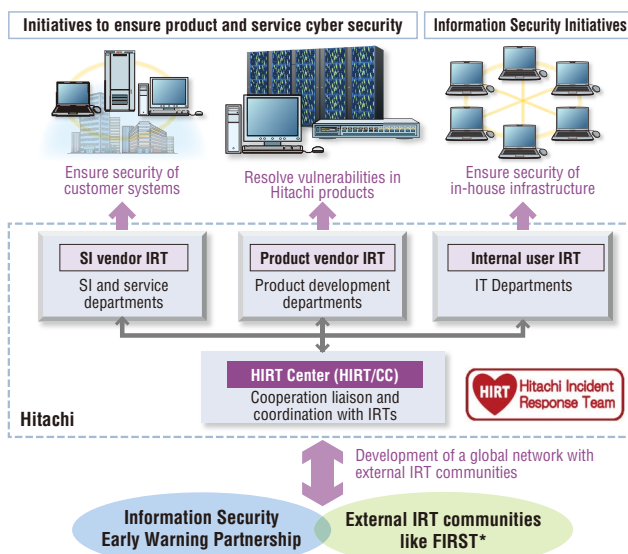 Initiatives to ensure product and service cyber security
Information Security Initiatives
Ensure security of
customer systems
Resolve vulnerabilities in
Hitachi products
Ensure security of
in-house infrastructure
SI vendor IRT
SI and service
departments
Product vendor IRT
Product development
departments
Internal user IRT
IT Departments
HIRT Center (HIRT/CC)
Cooperation liaison and
coordination with IRTs
HIRT
Hitachi Incident
Response Team
Hitachi
Development of a global network with
external IRT communities
Information Security
Early Warning Partnership
External IRT communities
like FIRST*